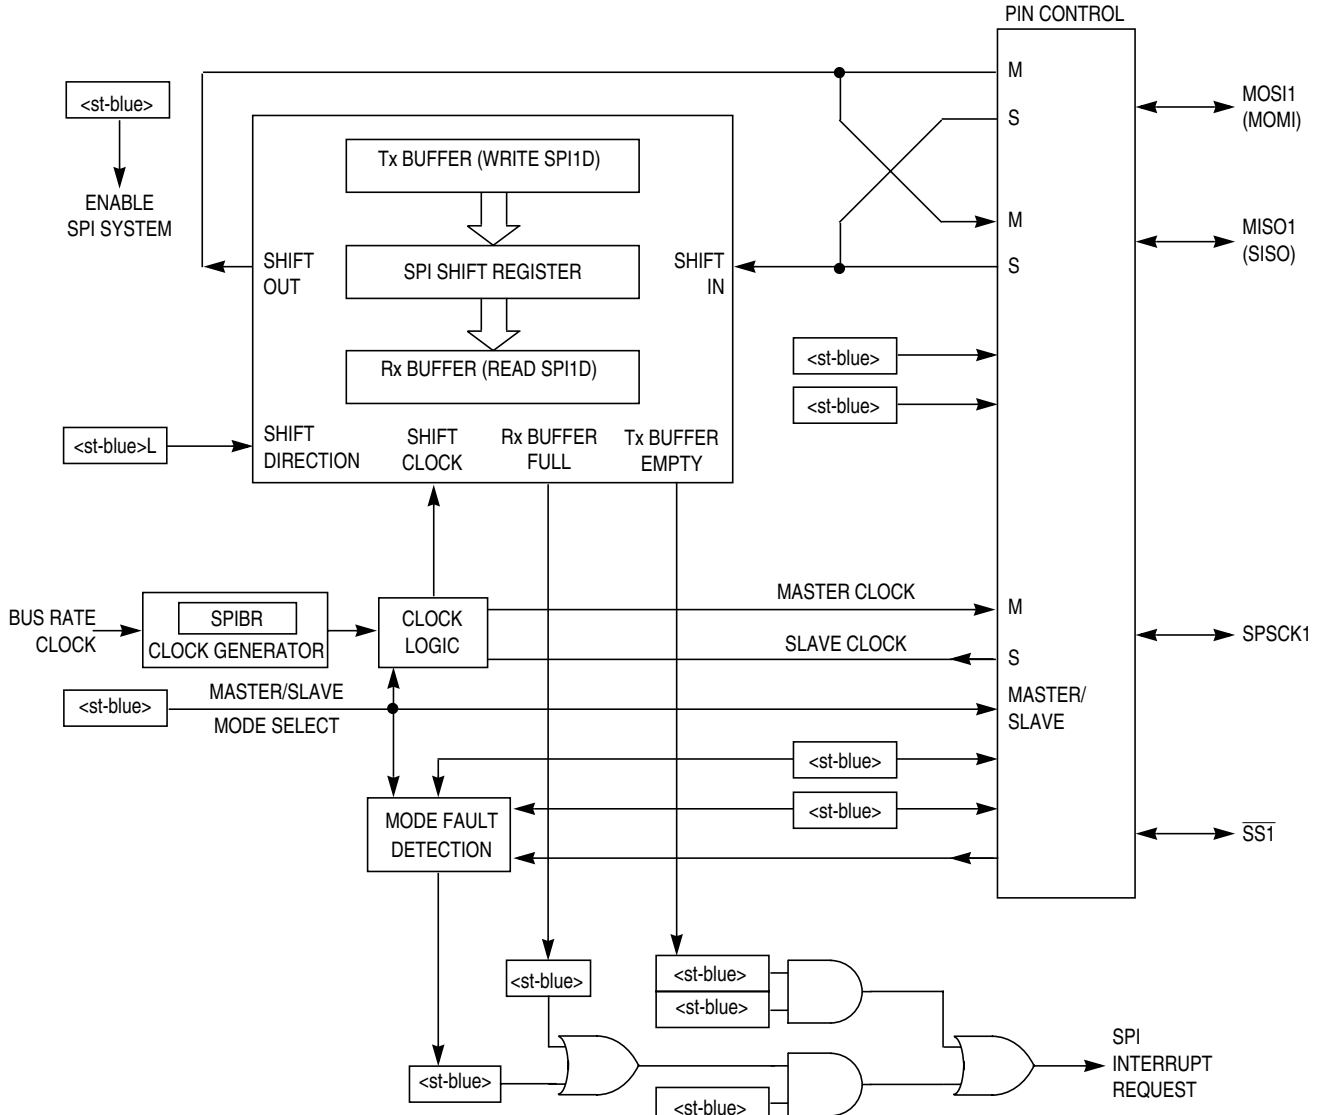 PIN CONTROL
M
<st-blue>
MOSI1
(MOMI)
S
Tx BUFFER (WRITE SPI1D)
ENABLE
SPI SYSTEM
M
MISO1
(SISO)
SHIFT
OUT
SPI SHIFT REGISTER
SHIFT
IN
S
<st-blue>
Rx BUFFER (READ SPI1D)
<st-blue>
<st-blue>L
SHIFT
DIRECTION
SHIFT
CLOCK
Rx BUFFER
FULL
Tx BUFFER
EMPTY
MASTER CLOCK
M
BUS RATE
CLOCK
SPIBR
CLOCK GENERATOR
CLOCK
LOGIC
SPSCK1
SLAVE CLOCK
S
<st-blue>
MASTER/SLAVE
MODE SELECT
MASTER/
SLAVE
<st-blue>
<st-blue>
MODE FAULT
DETECTION
SS1
<st-blue>
<st-blue>
<st-blue>
SPI
INTERRUPT
REQUEST
<st-blue>
<st-blue>